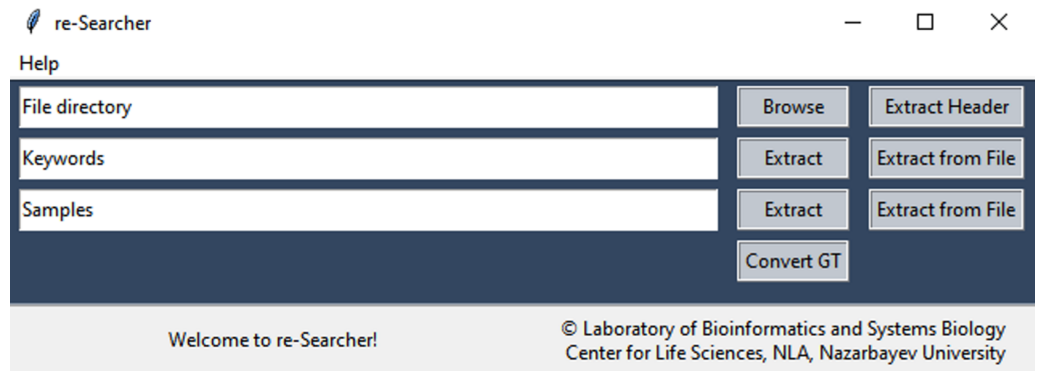 re-Searcher
Help
File directory Browse Extract Header
Keywords Extract Extract from File
Samples Extract Extract from File
Convert GT
Welcome to re-Searcher!
© Laboratory of Bioinformatics and Systems Biology
Center for Life Sciences, NLA, Nazarbayev University